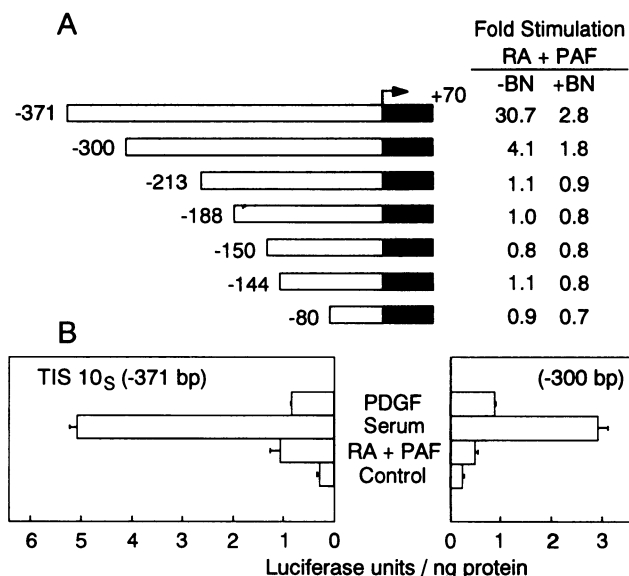 A
Fold Stimulation
RA + PAF
-BN +BN
+70
-371 30.7 2.8
-300 4.1 1.8
-213 1.1 0.9
-188 1.0 0.8
-150 0.8 0.8
-144 1.1 0.8
-80 0.9 0.7
B
TIS 10S (-371 bp) (-300 bp)
PDGF
Serum
RA + PAF
Control
6 5 4 3 2 1 0 0 1 2 3
Luciferase units / ng protein